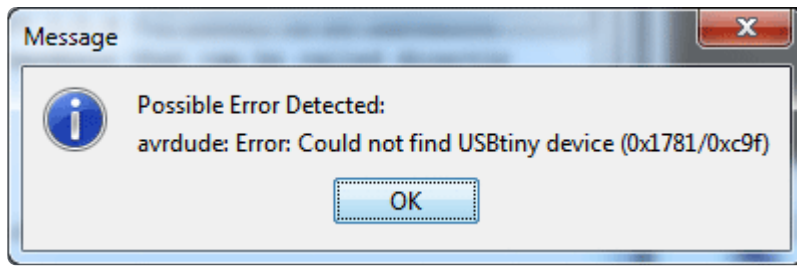 Message
Possible Error Detected:
avrdude: Error: Could not find USBtiny device (0x1781/0xc9f)
OK